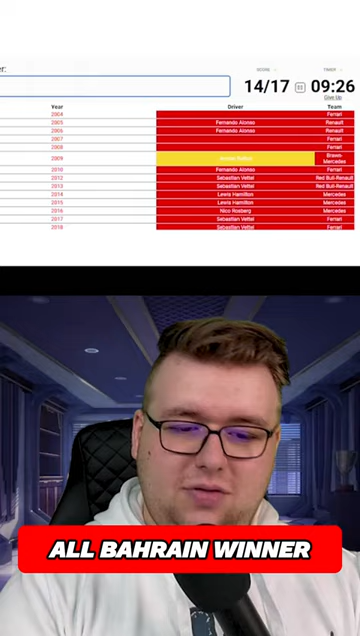 er:
SCORE
TIMER
14/17
09:26
Give Up
Year Driver Team
2004 Ferrari
2005 Fernando Alonso Renault
2006 Fernando Alonso Renault
2007 Ferrari
2008 Ferrari
2009 Brawn-
Mercedes
2010 Fernando Alonso Ferrari
2012 Sebastian Vettel Red Bull-Renault
2013 Sebastian Vettel Red Bull-Renault
2014 Lewis Hamilton Mercedes
2015 Lewis Hamilton Mercedes
2016 Nico Rosberg Mercedes
2017 Sebastian Vettel Ferrari
2018 Sebastian Vettel Ferrari
ALL BAHRAIN WINNER